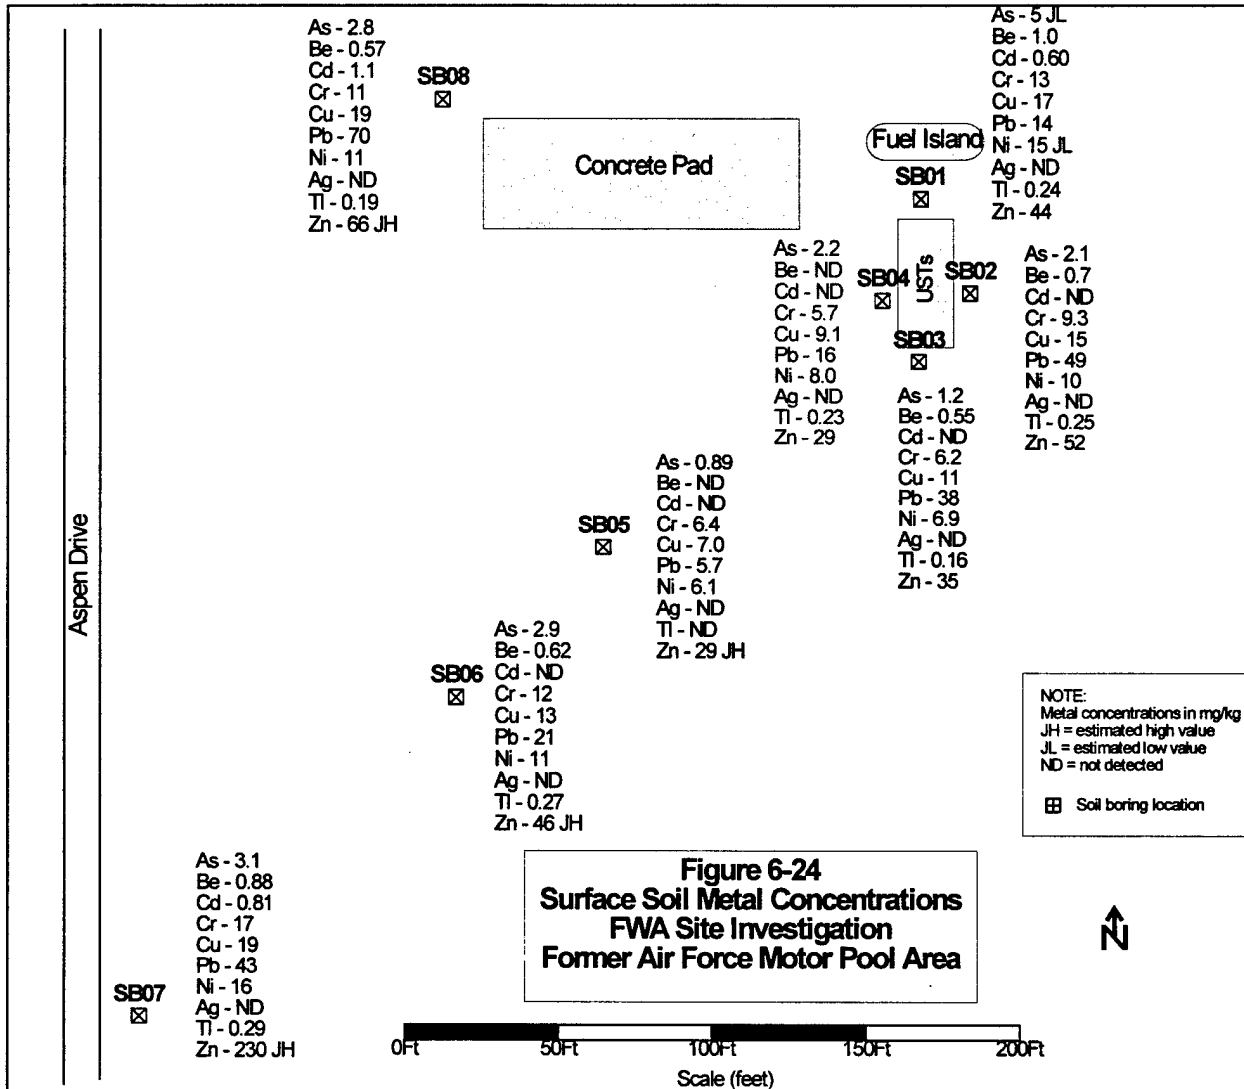 As - 2.8
Be - 0.57
Cd - 1.1
Cr - 11
Cu - 19
Pb - 70
Ni - 11
Ag - ND
Tl - 0.19
Zn - 66 JH
SB08
Concrete Pad
Fuel Island
SB01
As - 5 JL
Be - 1.0
Cd - 0.60
Cr - 13
Cu - 17
Pb - 14
Ni - 15 JL
Ag - ND
Tl - 0.24
Zn - 44
As - 2.2
Be - ND
Cd - ND
Cr - 5.7
Cu - 9.1
Pb - 16
Ni - 8.0
Ag - ND
Tl - 0.23
Zn - 29
SB04
USTs
SB02
SB03
As - 2.1
Be - 0.7
Cd - ND
Cr - 9.3
Cu - 15
Pb - 49
Ni - 10
Ag - ND
Tl - 0.25
Zn - 52
As - 1.2
Be - 0.55
Cd - ND
Cr - 6.2
Cu - 11
Pb - 38
Ni - 6.9
Ag - ND
Tl - 0.16
Zn - 35
SB05
As - 0.89
Be - ND
Cd - ND
Cr - 6.4
Cu - 7.0
Pb - 5.7
Ni - 6.1
Ag - ND
Tl - ND
Zn - 29 JH
Aspen Drive
SB06
As - 2.9
Be - 0.62
Cd - ND
Cr - 12
Cu - 13
Pb - 21
Ni - 11
Ag - ND
Tl - 0.27
Zn - 46 JH
NOTE:
Metal concentrations in mg/kg
JH = estimated high value
JL = estimated low value
ND = not detected
Soil boring location
SB07
As - 3.1
Be - 0.88
Cd - 0.81
Cr - 17
Cu - 19
Pb - 43
Ni - 16
Ag - ND
Tl - 0.29
Zn - 230 JH
Figure 6-24
Surface Soil Metal Concentrations
FWA Site Investigation
Former Air Force Motor Pool Area
N
0Ft 50Ft 100Ft 150Ft 200Ft
Scale (feet)